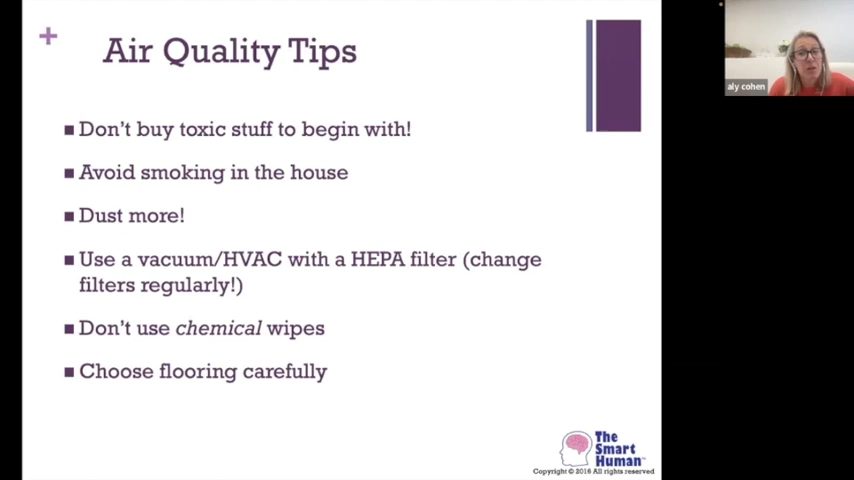 +
Air Quality Tips
aly cohen
■ Don't buy toxic stuff to begin with!
■ Avoid smoking in the house
■ Dust more!
■ Use a vacuum/HVAC with a HEPA filter (change
filters regularly!)
■ Don't use chemical wipes
■ Choose flooring carefully
The
Smart
Human™
Copyright © 2016 All rights reserved